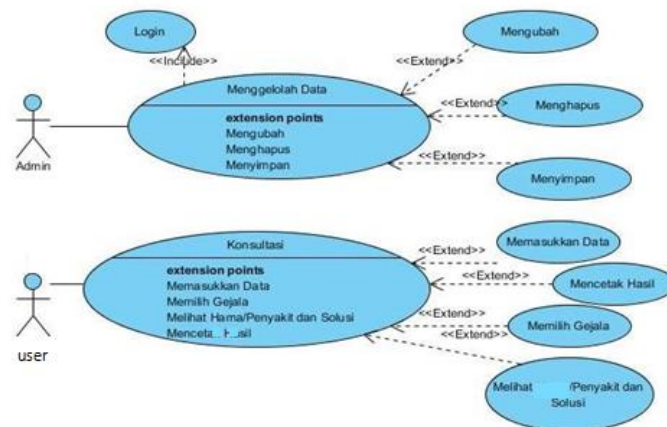 Login
<<Include>>
Mengubah
<<Extend>>
Menggelolah Data
extension points
Mengubah
Menghapus
Menyimpan
Admin
<<Extend>>
Menghapus
<<Extend>>
Menyimpan
Konsultasi
extension points
Memasukkan Data
Memilih Gejala
Melihat Hama/Penyakit dan Solusi
user
<<Extend>>
Memasukkan Data
<<Extend>>
Mencetak Hasil
<<Extend>>
Memilih Gejala
<<Extend>>
Melihat /Penyakit dan
Solusi